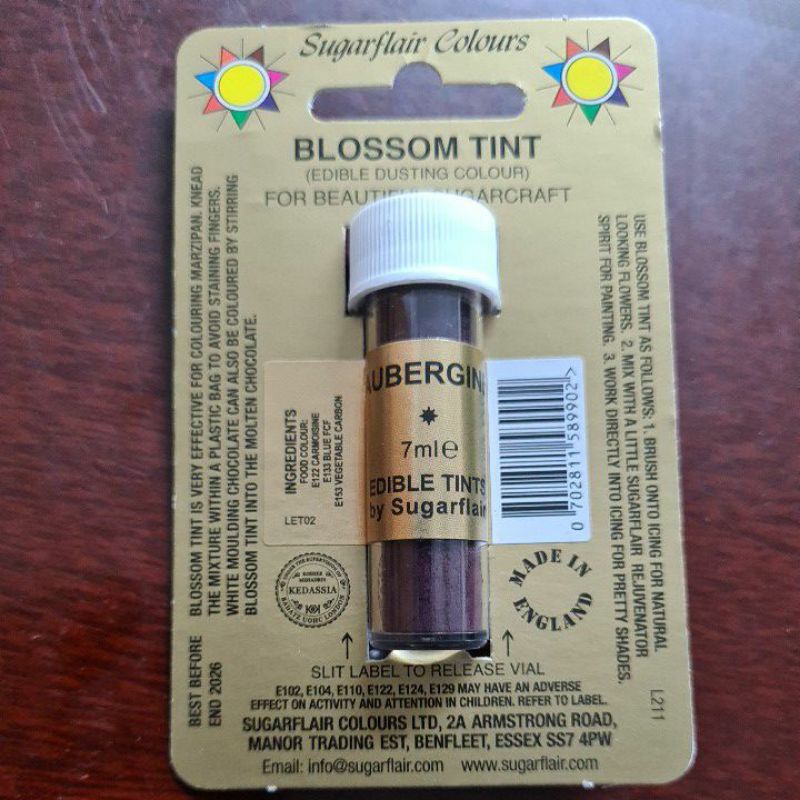 Sugarflair Colours
BLOSSOM TINT
(EDIBLE DUSTING COLOUR)
FOR BEAUTIFUL SUGARCRAFT
BLOSSOM TINT IS VERY EFFECTIVE FOR COLOURING MARZIPAN. KNEAD
THE MIXTURE WITHIN A PLASTIC BAG TO AVOID STAINING FINGERS.
WHITE MOULDING CHOCOLATE CAN ALSO BE COLOURED BY STIRRING
BLOSSOM TINT INTO THE MOLTEN CHOCOLATE.
BEST BEFORE
END 2026
USE BLOSSOM TINT AS FOLLOWS: 1. BRUSH ONTO ICING FOR NATURAL
LOOKING FLOWERS. 2. MIX WITH A LITTLE SUGARFLAIR REJUVENATOR
SPIRIT FOR PAINTING. 3. WORK DIRECTLY INTO ICING FOR PRETTY SHADES.
L211
INGREDIENTS
FOOD COLOUR:
E122 CARMOISINE
E133 BLUE FCF
E153 VEGETABLE CARBON
LET02
AUBERGINE
7ml e
EDIBLE TINTS
by Sugarflair
0 702811 589902 >
UNDER THE SUPERVISION OF
KEDASSIA
MADE IN
ENGLAND
SLIT LABEL TO RELEASE VIAL
E102, E104, E110, E122, E124, E129 MAY HAVE AN ADVERSE
EFFECT ON ACTIVITY AND ATTENTION IN CHILDREN. REFER TO LABEL.
SUGARFLAIR COLOURS LTD, 2A ARMSTRONG ROAD,
MANOR TRADING EST, BENFLEET, ESSEX SS7 4PW
Email: info@sugarflair.com www.sugarflair.com